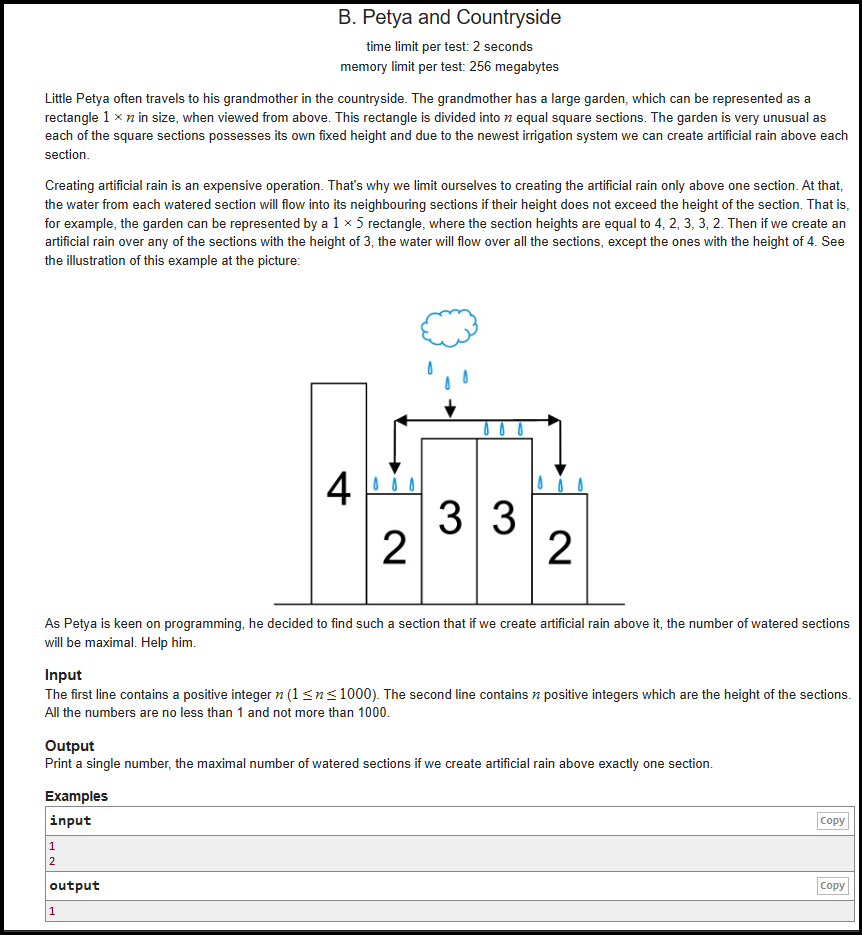 B. Petya and Countryside
time limit per test: 2 seconds
memory limit per test: 256 megabytes
Little Petya often travels to his grandmother in the countryside. The grandmother has a large garden, which can be represented as a
rectangle 1 × n in size, when viewed from above. This rectangle is divided into n equal square sections. The garden is very unusual as
each of the square sections possesses its own fixed height and due to the newest irrigation system we can create artificial rain above each
section.
Creating artificial rain is an expensive operation. That's why we limit ourselves to creating the artificial rain only above one section. At that,
the water from each watered section will flow into its neighbouring sections if their height does not exceed the height of the section. That is,
for example, the garden can be represented by a 1 × 5 rectangle, where the section heights are equal to 4, 2, 3, 3, 2. Then if we create an
artificial rain over any of the sections with the height of 3, the water will flow over all the sections, except the ones with the height of 4. See
the illustration of this example at the picture:
4
2
3
3
2
As Petya is keen on programming, he decided to find such a section that if we create artificial rain above it, the number of watered sections
will be maximal. Help him.
Input
The first line contains a positive integer n (1 ≤ n ≤ 1000). The second line contains n positive integers which are the height of the sections.
All the numbers are no less than 1 and not more than 1000.
Output
Print a single number, the maximal number of watered sections if we create artificial rain above exactly one section.
Examples
input Copy
1
2
output Copy
1